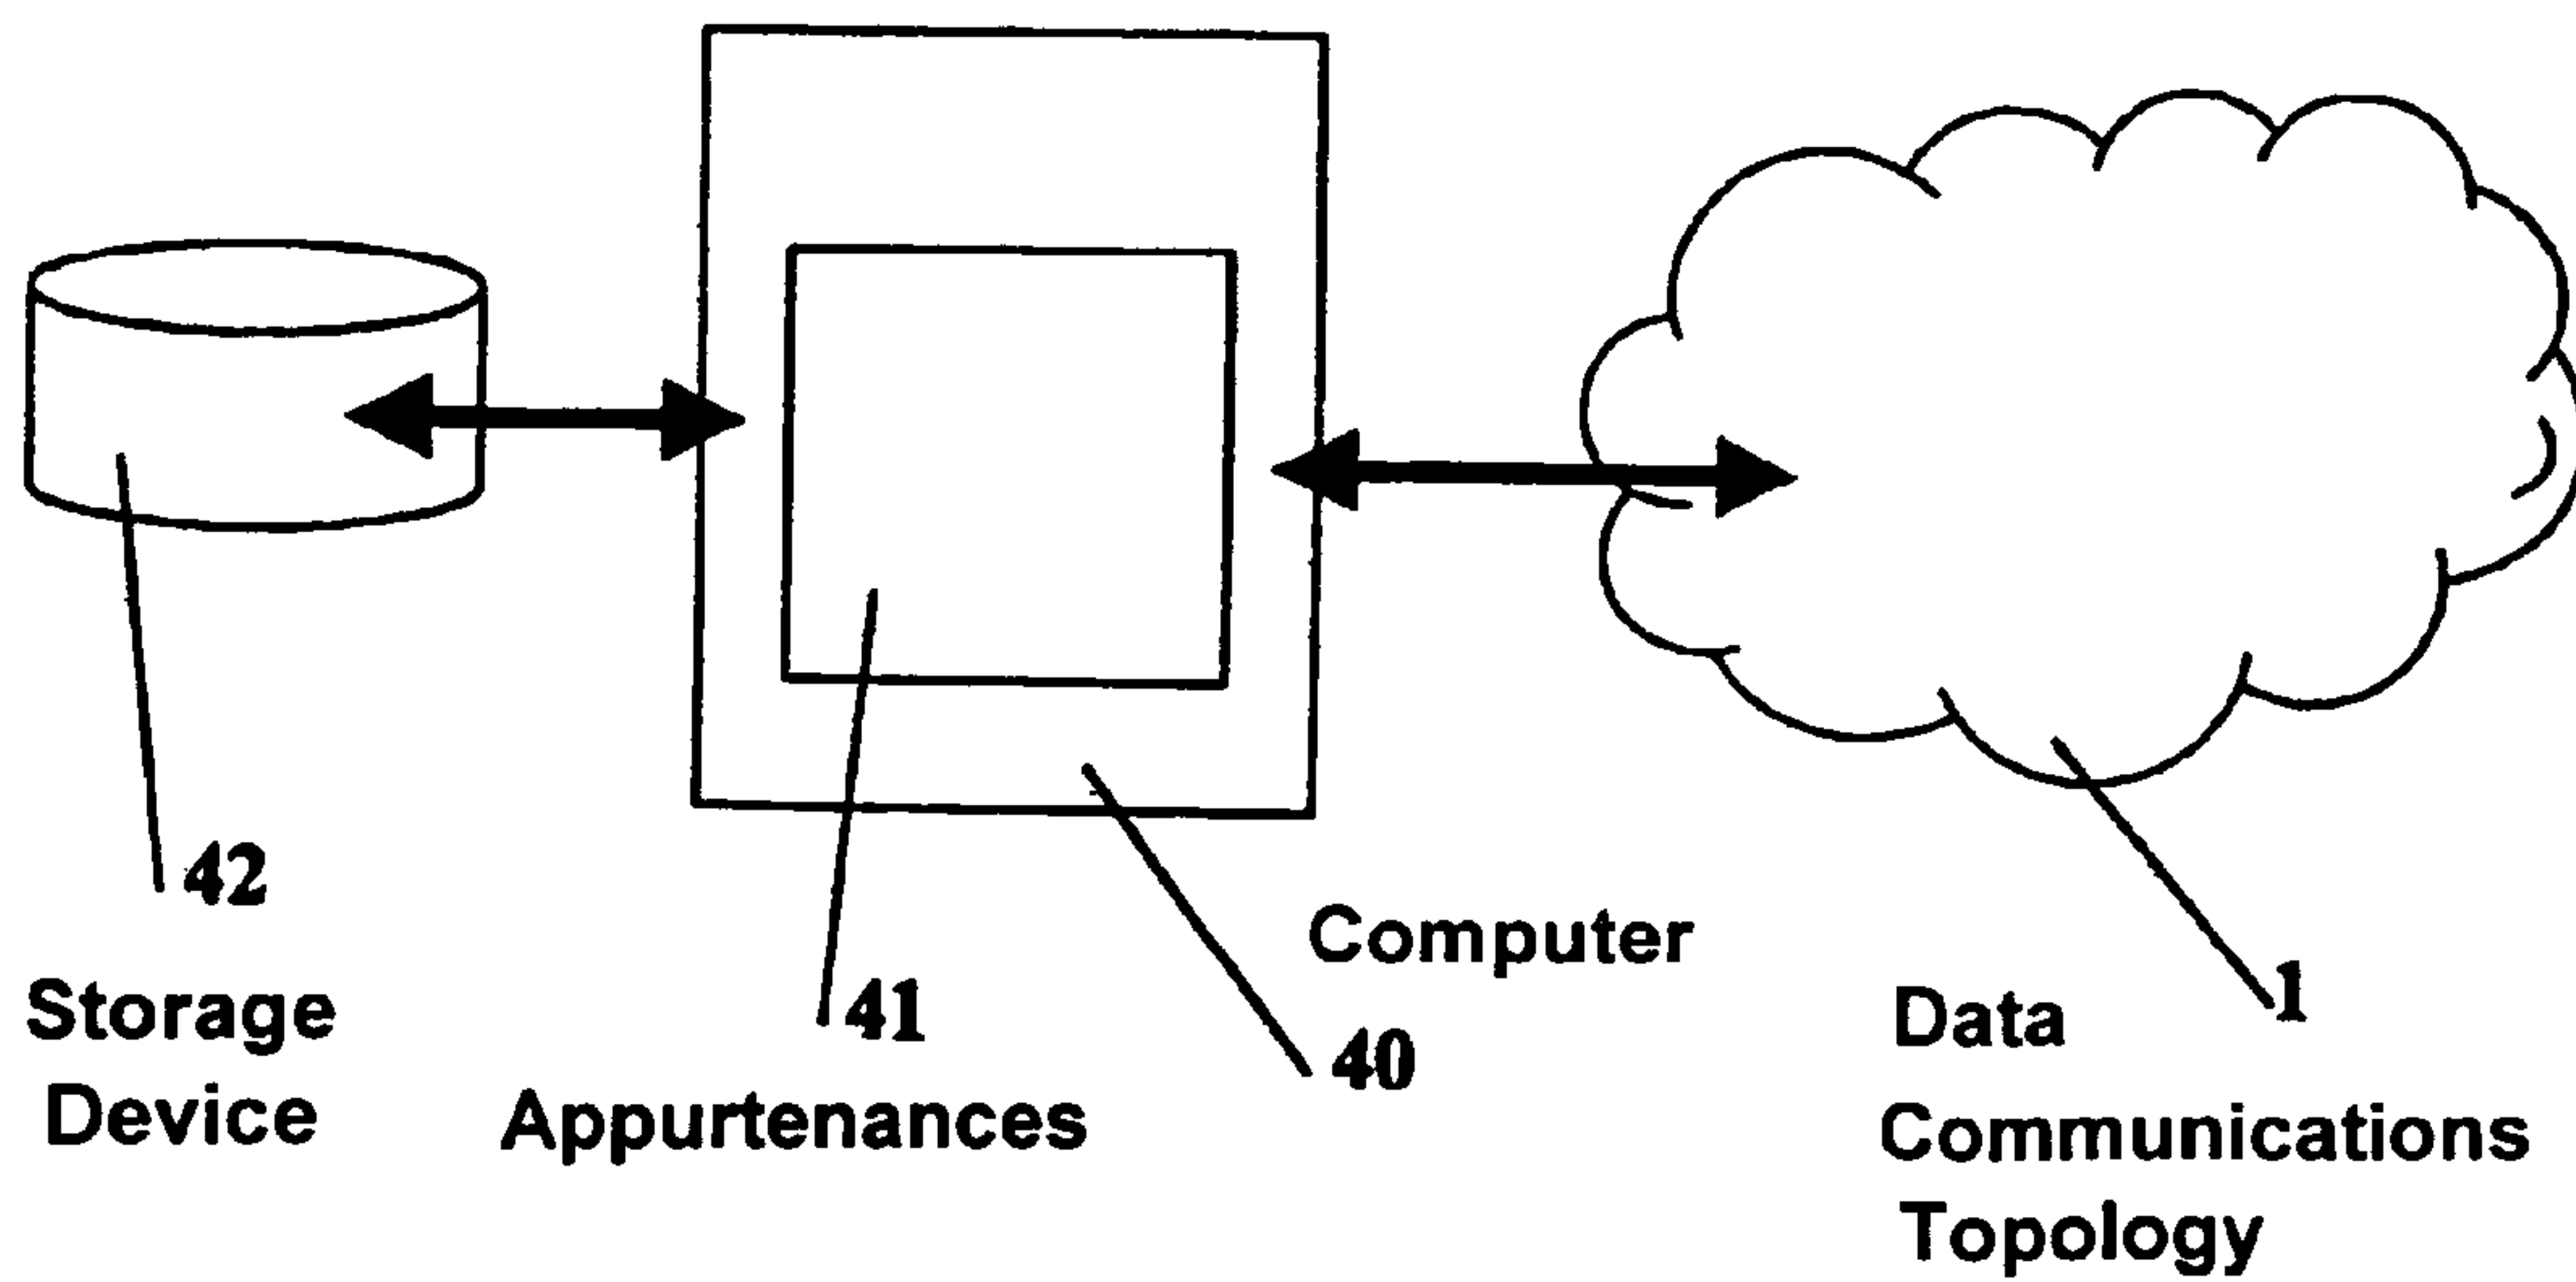 42
Storage
Device
41
Appurtenances
Computer
40
1
Data
Communications
Topology